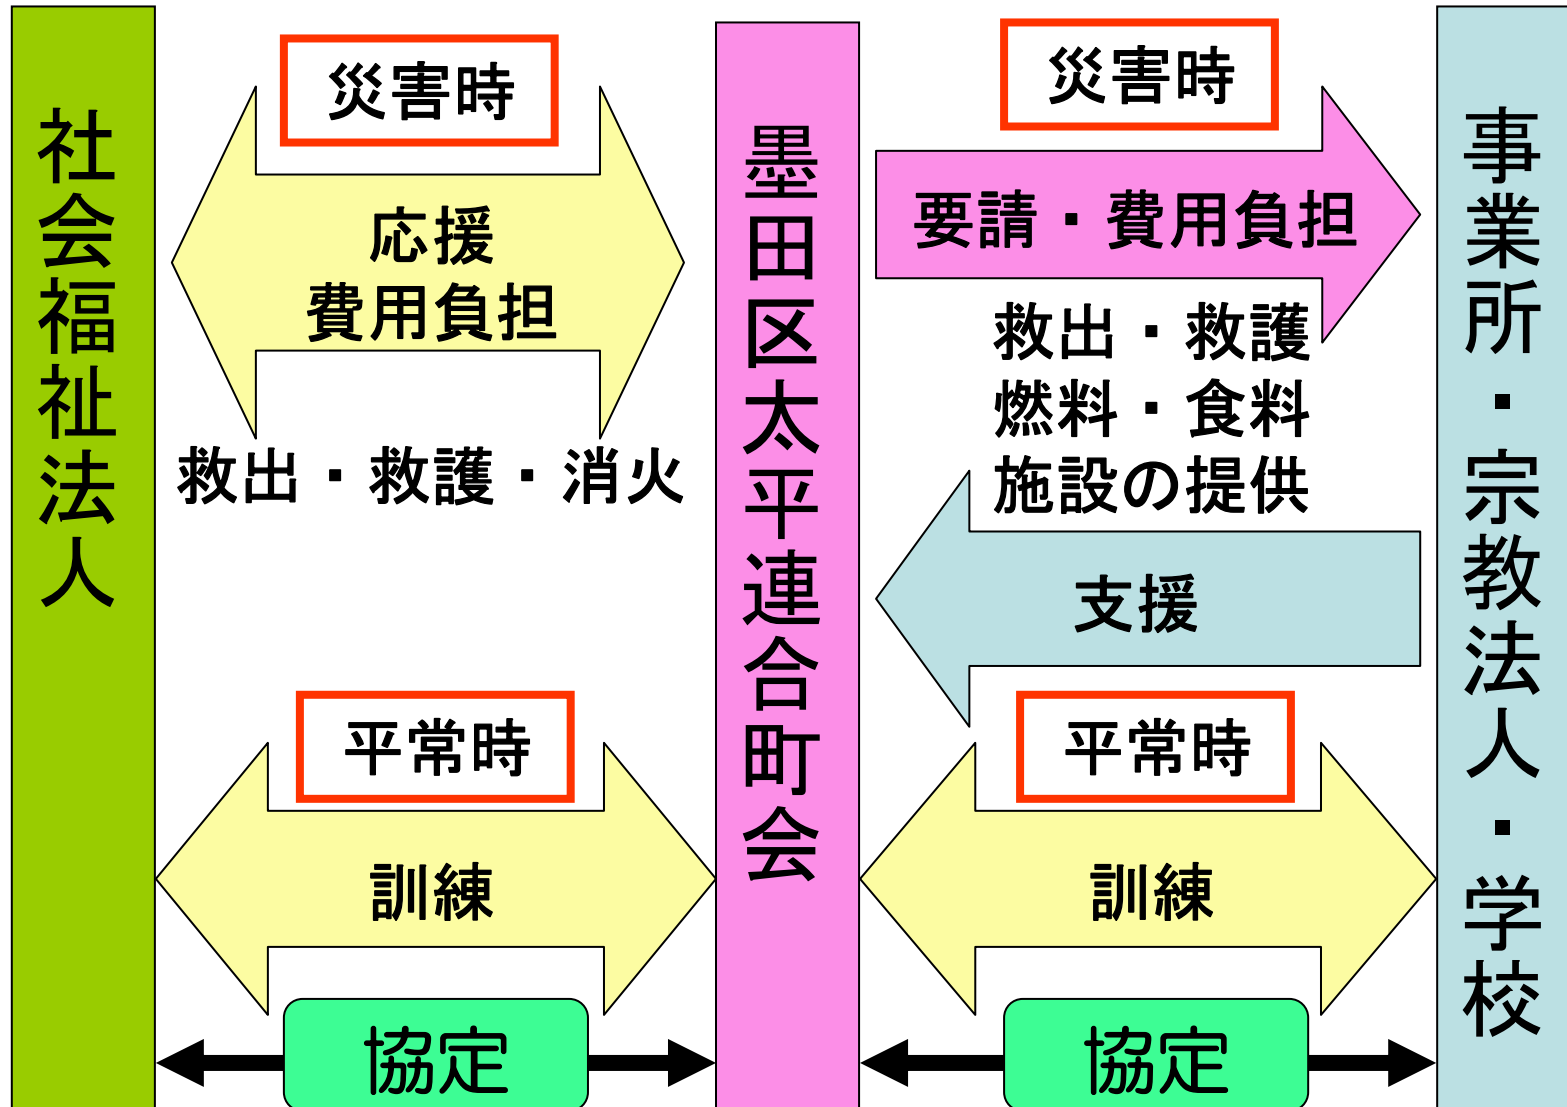 社会福祉法人
災害時
応援
費用負担
救出・救護・消火
平常時
訓練
協定
墨田区太平連合町会
災害時
要請・費用負担
救出・救護
燃料・食料
施設の提供
支援
平常時
訓練
協定
事業所・宗教法人・学校